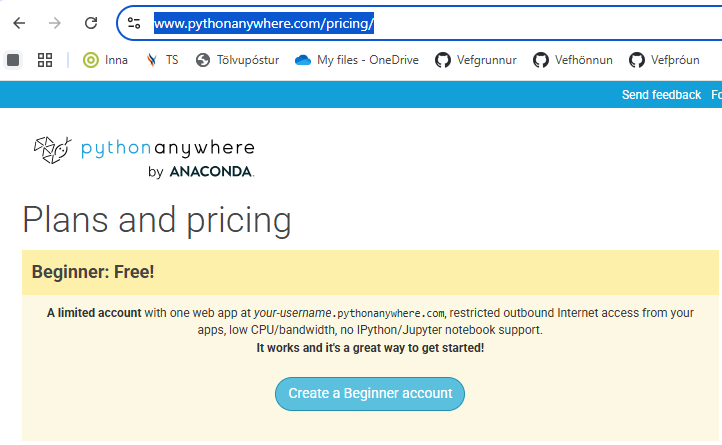 www.pythonanywhere.com/pricing/
Inna TS Tölvupóstur My files - OneDrive Vefgrunnur Vefhönnun Vefþróun
Send feedback Fo
pythonanywhere
by ANACONDA.
Plans and pricing
Beginner: Free!
A limited account with one web app at your-username.pythonanywhere.com, restricted outbound Internet access from your
apps, low CPU/bandwidth, no IPython/Jupyter notebook support.
It works and it's a great way to get started!
Create a Beginner account